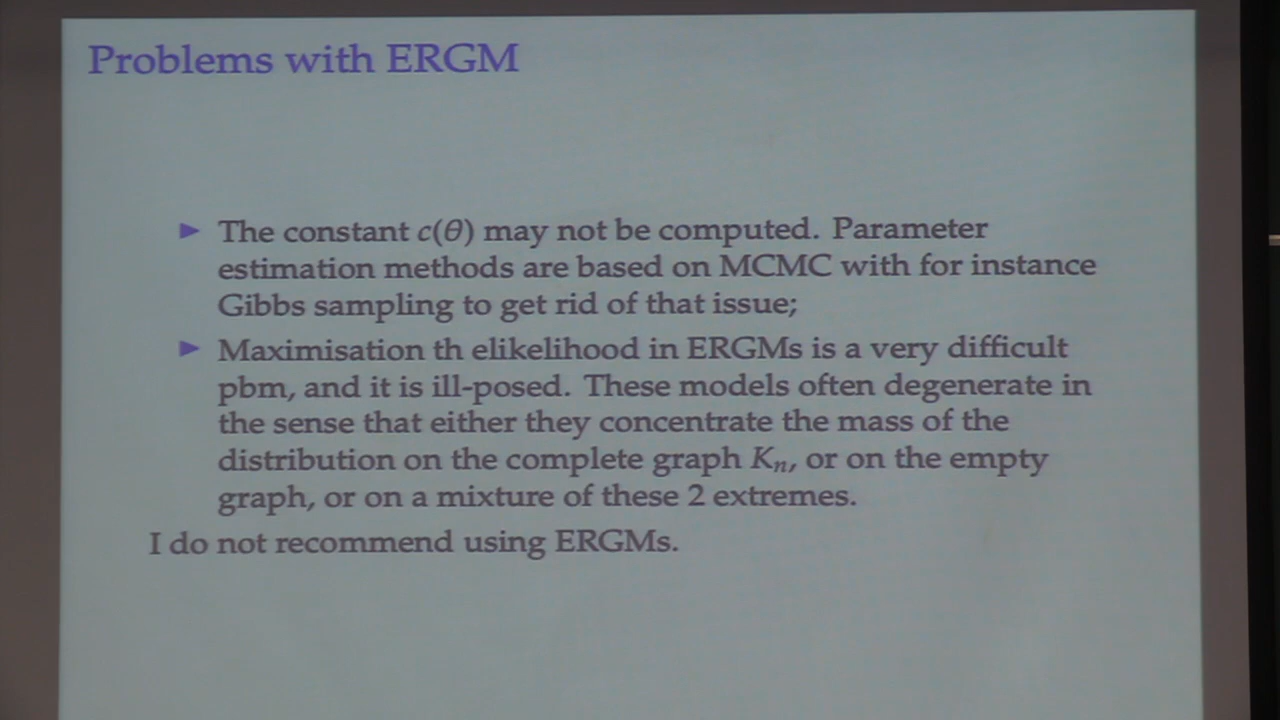 Problems with ERGM
► The constant c(θ) may not be computed. Parameter
estimation methods are based on MCMC with for instance
Gibbs sampling to get rid of that issue;
► Maximisation th elikelihood in ERGMs is a very difficult
pbm, and it is ill-posed. These models often degenerate in
the sense that either they concentrate the mass of the
distribution on the complete graph Kn, or on the empty
graph, or on a mixture of these 2 extremes.
I do not recommend using ERGMs.